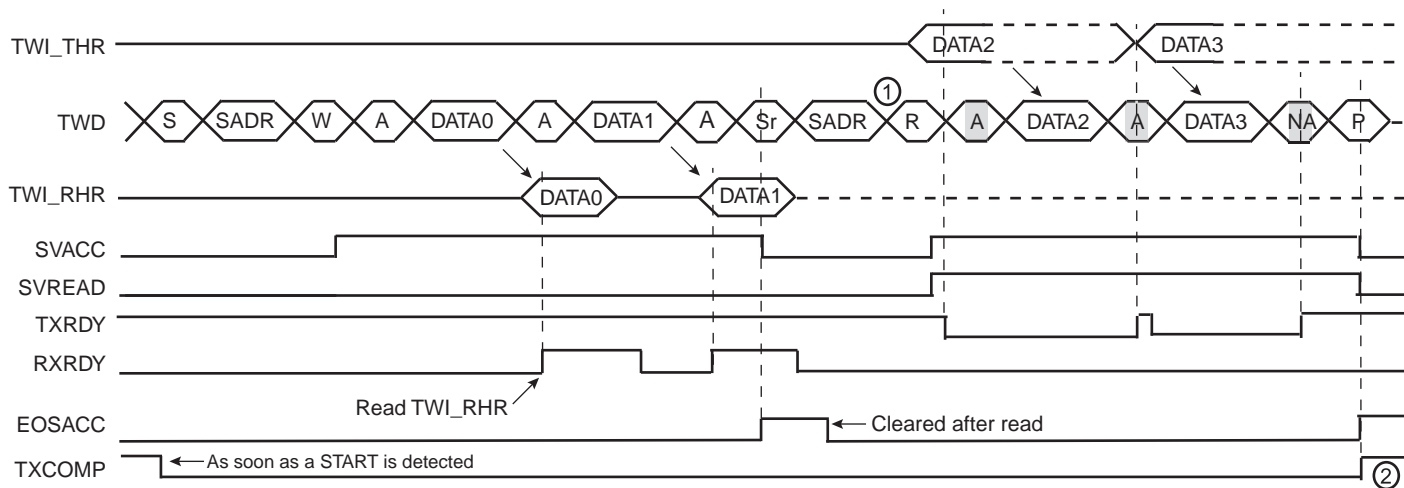 TWI_THR DATA2 DATA3
①
TWD S SADR W A DATA0 A DATA1 A Sr SADR R A DATA2 A DATA3 NA P
TWI_RHR DATA0 DATA1
SVACC
SVREAD
TXRDY
RXRDY
Read TWI_RHR
EOSACC Cleared after read
TXCOMP As soon as a START is detected ②